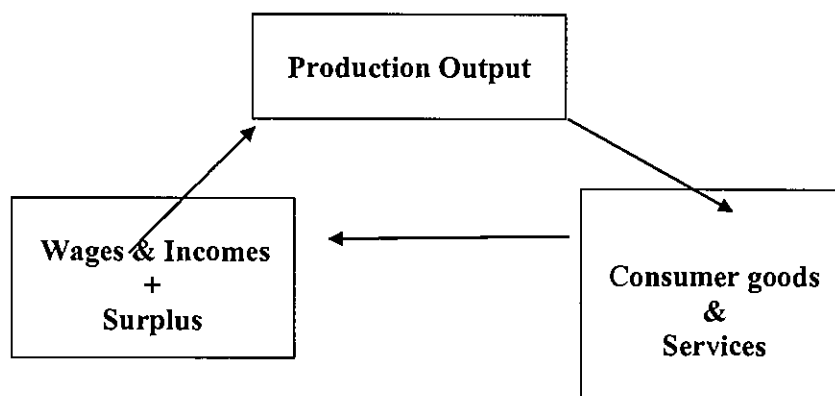 Production Output
Wages & Incomes
+
Surplus
Consumer goods
&
Services